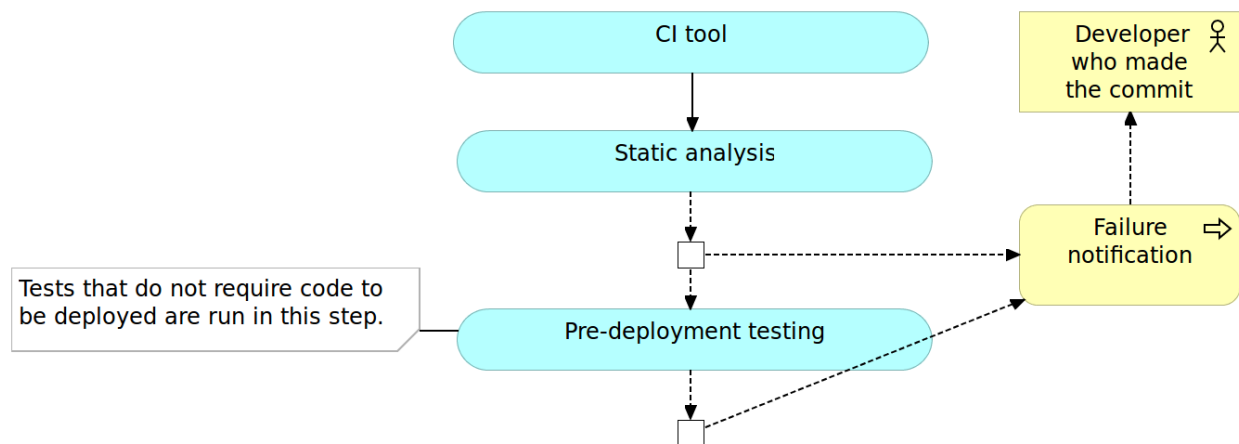 CI tool
Developer
who made
the commit
Static analysis
Failure
notification
Tests that do not require code to
be deployed are run in this step.
Pre-deployment testing